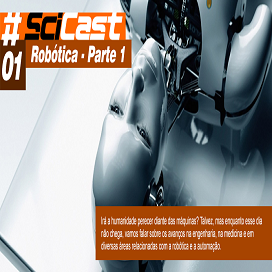 #SciCast
01
Robótica - Parte 1
Irá a humanidade perecer diante das máquinas? Talvez, mas enquanto esse dia
não chega, vamos falar sobre os avanços na engenharia, na medicina e em
diversas áreas relacionadas com a robótica e a automação.